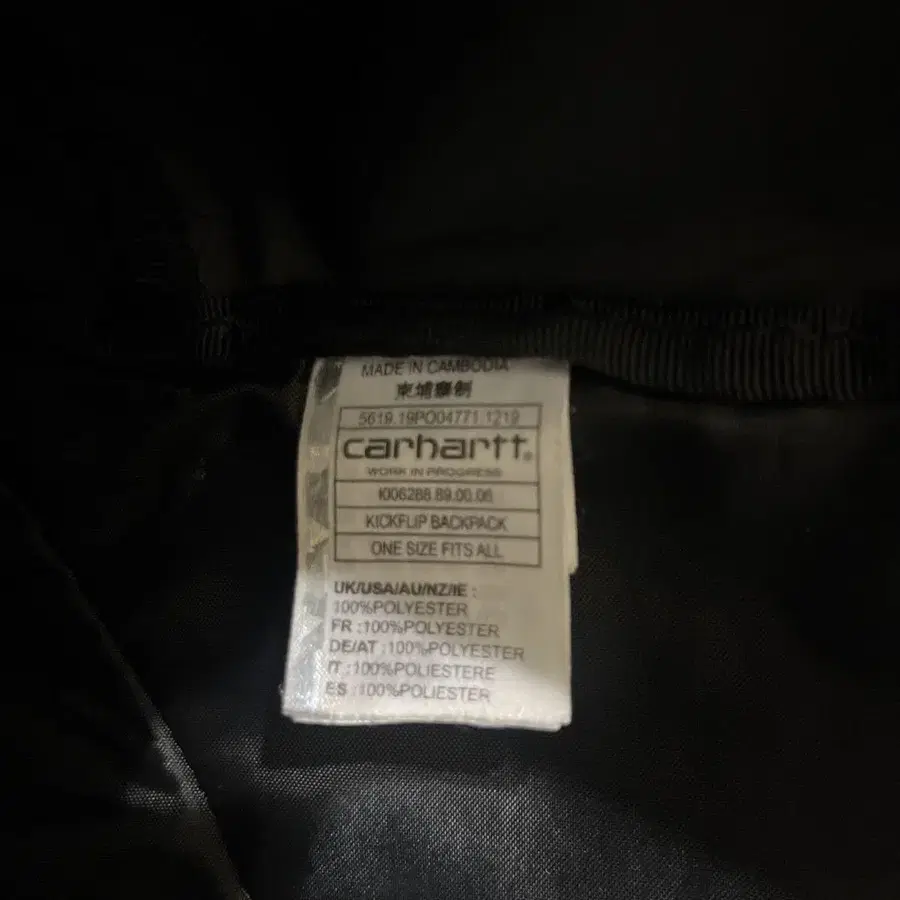 MADE IN CAMBODIA
柬埔寨制
5619.19PO04771.1219
carhartt®
WORK IN PROGRESS
I006288.89.00.06
KICKFLIP BACKPACK
ONE SIZE FITS ALL
UK/USA/AU/NZ/IE :
100%POLYESTER
FR :100%POLYESTER
DE/AT :100%POLYESTER
IT :100%POLIESTERE
ES :100%POLIESTER